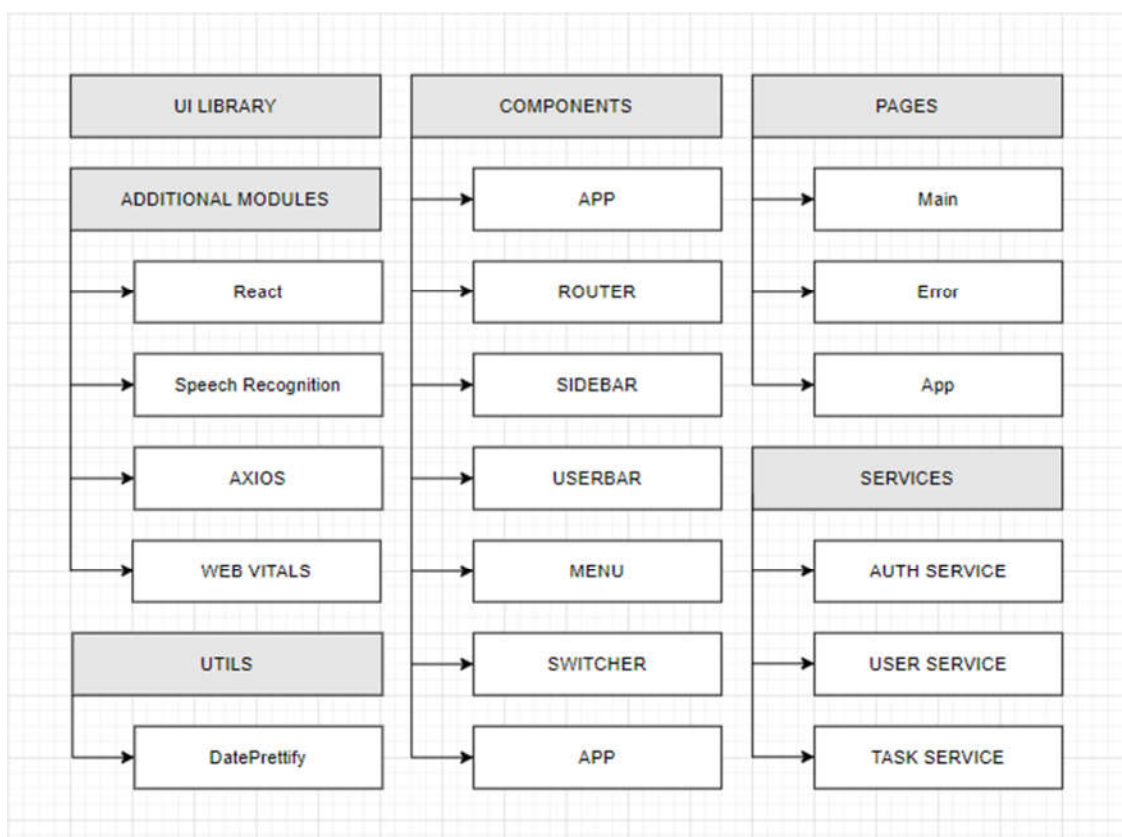 UI LIBRARY
ADDITIONAL MODULES
React
Speech Recognition
AXIOS
WEB VITALS
UTILS
DatePrettify
COMPONENTS
APP
ROUTER
SIDEBAR
USERBAR
MENU
SWITCHER
APP
PAGES
Main
Error
App
SERVICES
AUTH SERVICE
USER SERVICE
TASK SERVICE